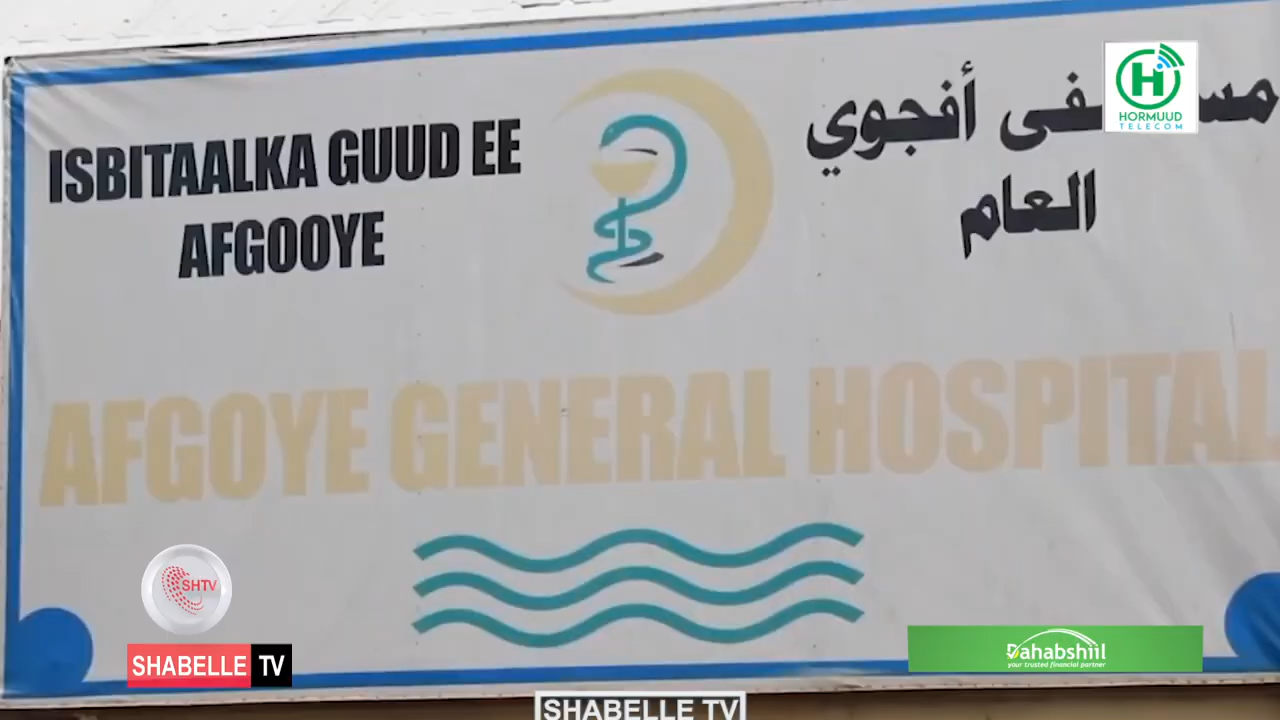 ISBITAALKA GUUD EE
AFGOOYE
أفجوي
العام
AFGOYE GENERAL HOSPITAL
HORMUUD
TELECOM
SHTV
SHABELLE TV
Dahabshiil
your trusted financial partner
SHABELLE TV